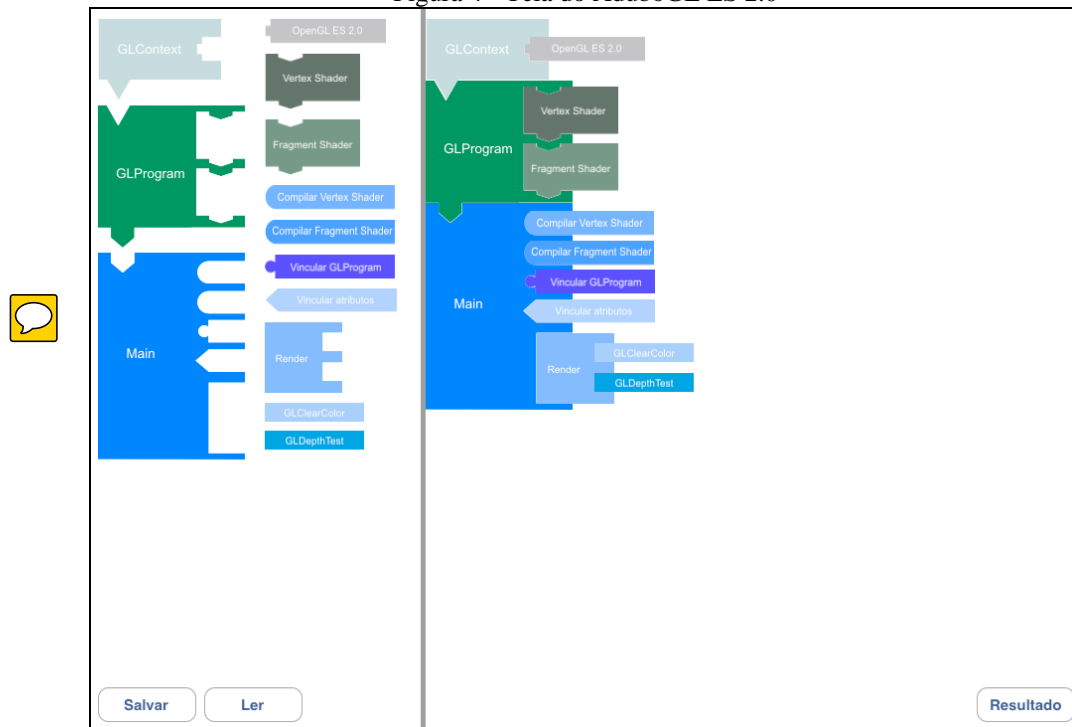 GLContext
OpenGL ES 2.0
Vertex Shader
Fragment Shader
GLProgram
Compilar Vertex Shader
Compilar Fragment Shader
Vincular GLProgram
Vincular atributos
Main
Render
GLClearColor
GLDepthTest
Salvar
Ler
GLContext
OpenGL ES 2.0
Vertex Shader
GLProgram
Fragment Shader
Compilar Vertex Shader
Compilar Fragment Shader
Vincular GLProgram
Main
Vincular atributos
GLClearColor
Render
GLDepthTest
Resultado